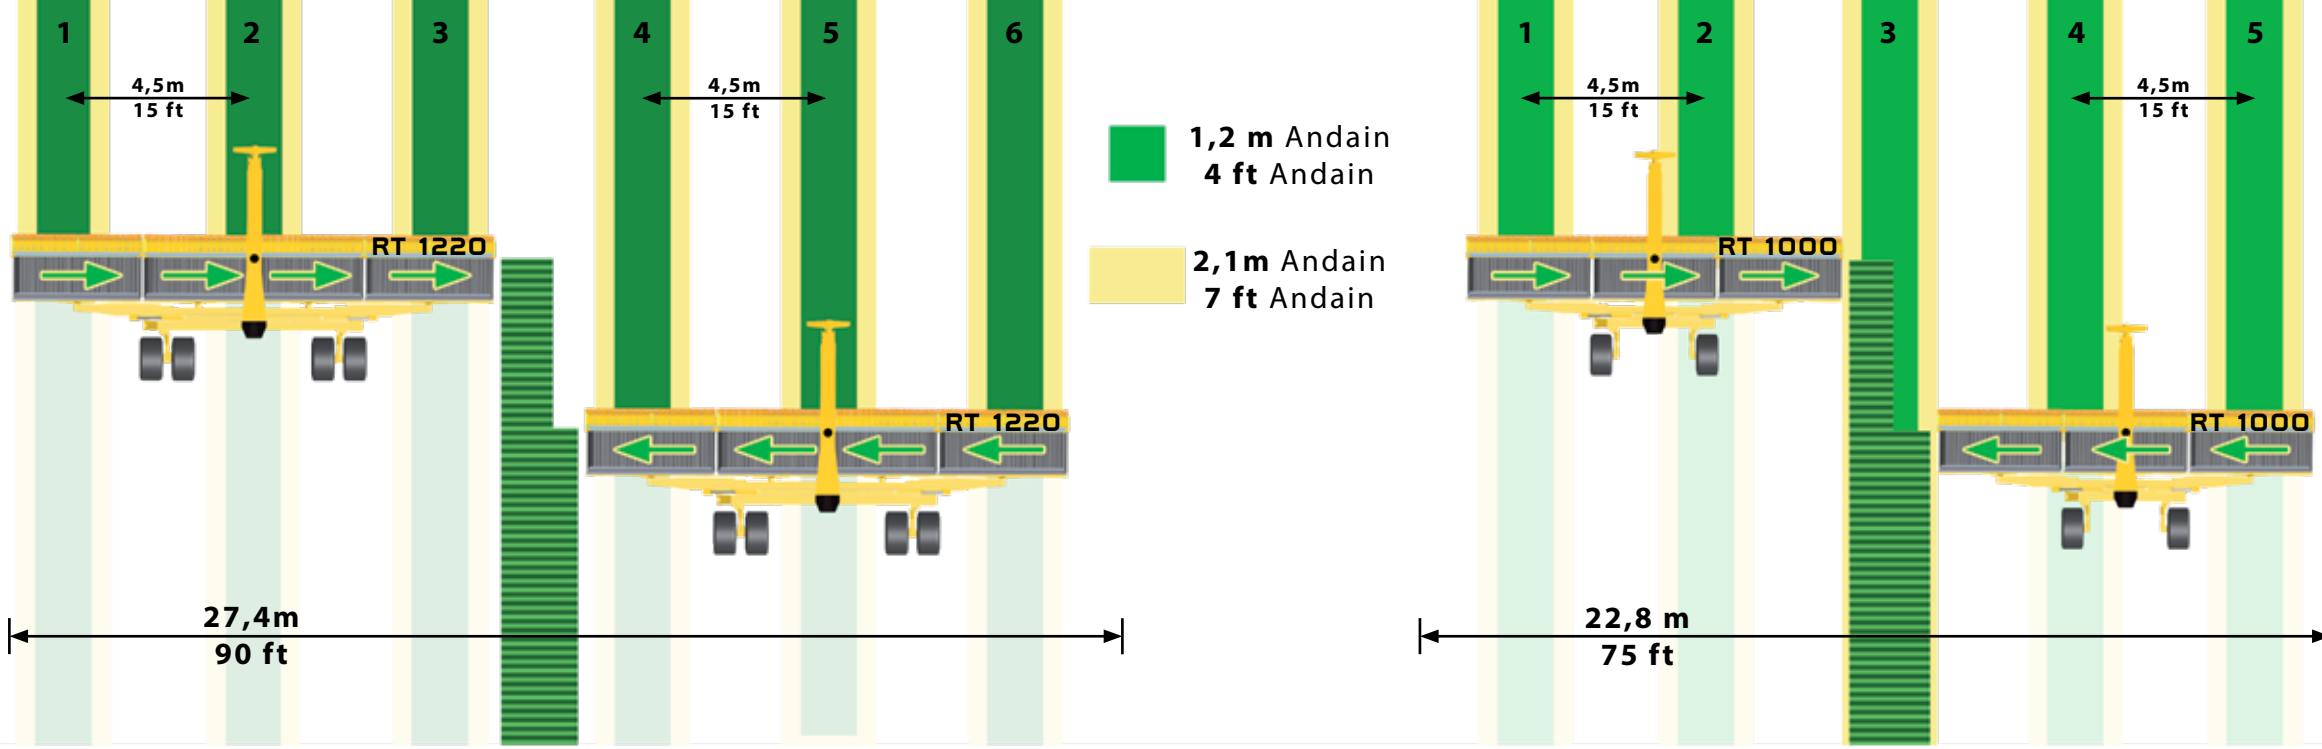 1 2 3 4 5 6
4,5m
15 ft
4,5m
15 ft
RT 1220
RT 1220
27,4m
90 ft
1,2 m Andain
4 ft Andain
2,1m Andain
7 ft Andain
1 2 3 4 5
4,5m
15 ft
4,5m
15 ft
RT 1000
RT 1000
22,8 m
75 ft